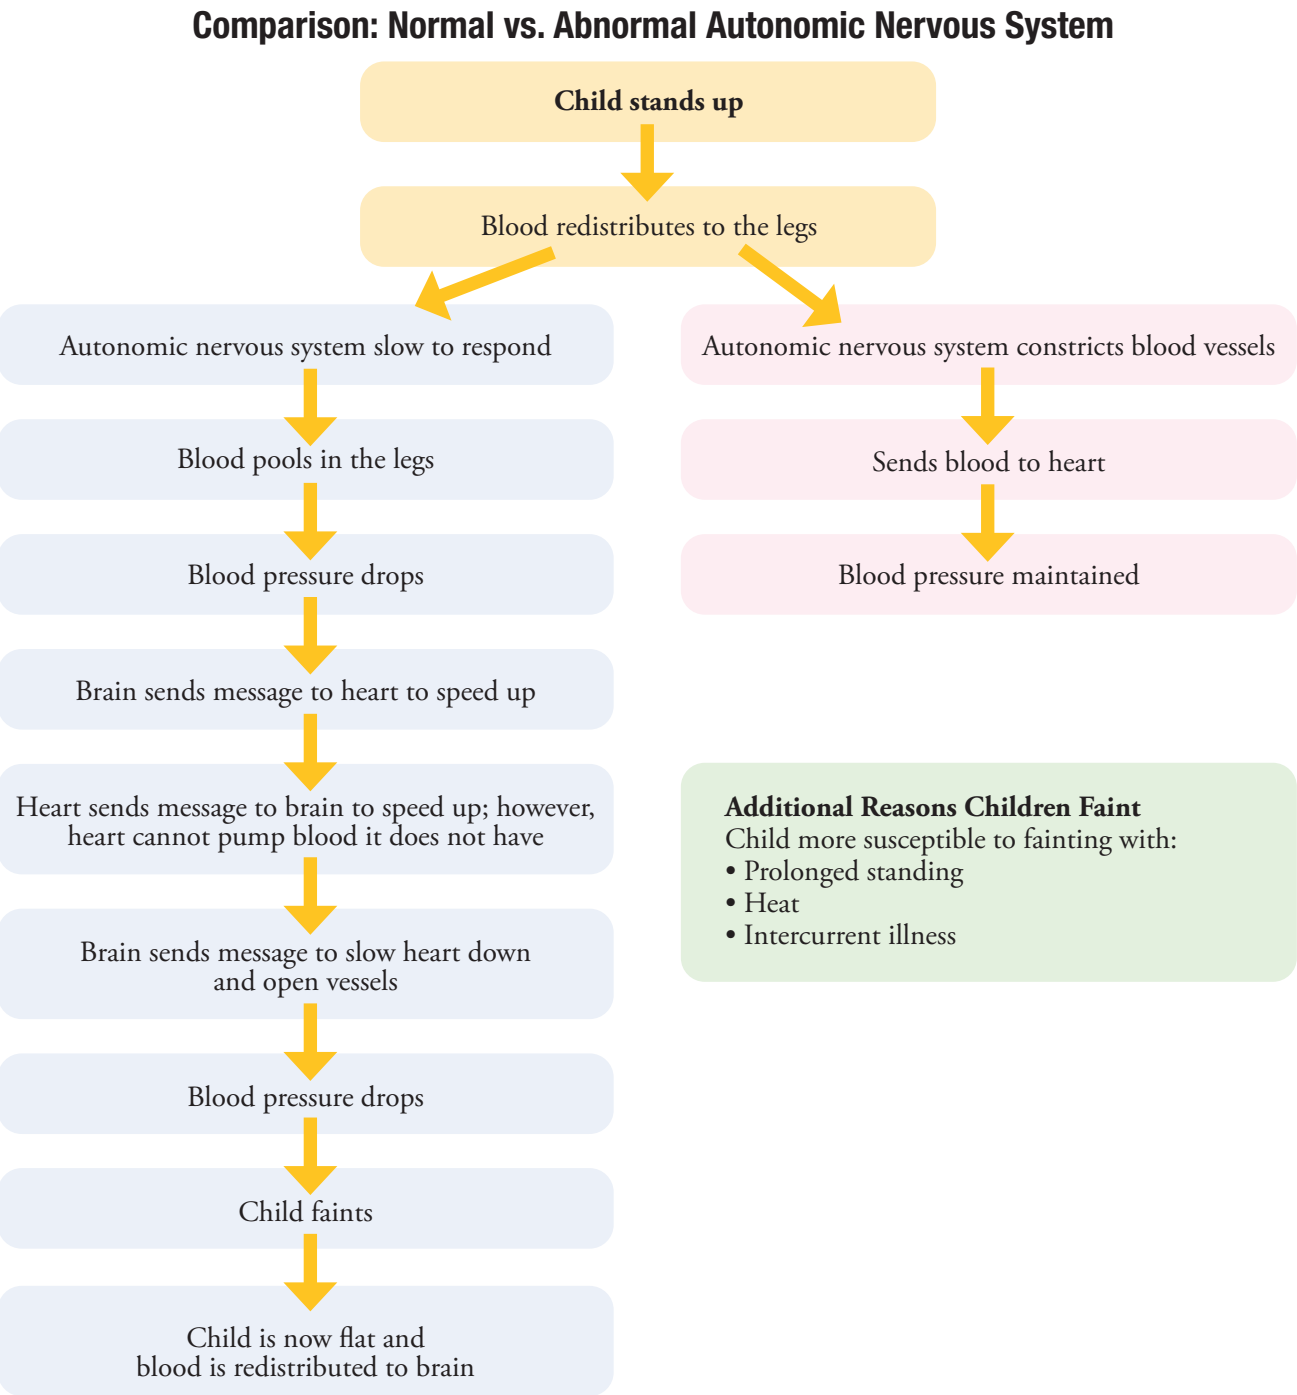 Comparison: Normal vs. Abnormal Autonomic Nervous System
Child stands up
Blood redistributes to the legs
Autonomic nervous system slow to respond
Blood pools in the legs
Blood pressure drops
Brain sends message to heart to speed up
Heart sends message to brain to speed up; however,
heart cannot pump blood it does not have
Brain sends message to slow heart down
and open vessels
Blood pressure drops
Child faints
Child is now flat and
blood is redistributed to brain
Autonomic nervous system constricts blood vessels
Sends blood to heart
Blood pressure maintained
Additional Reasons Children Faint
Child more susceptible to fainting with:
• Prolonged standing
• Heat
• Intercurrent illness